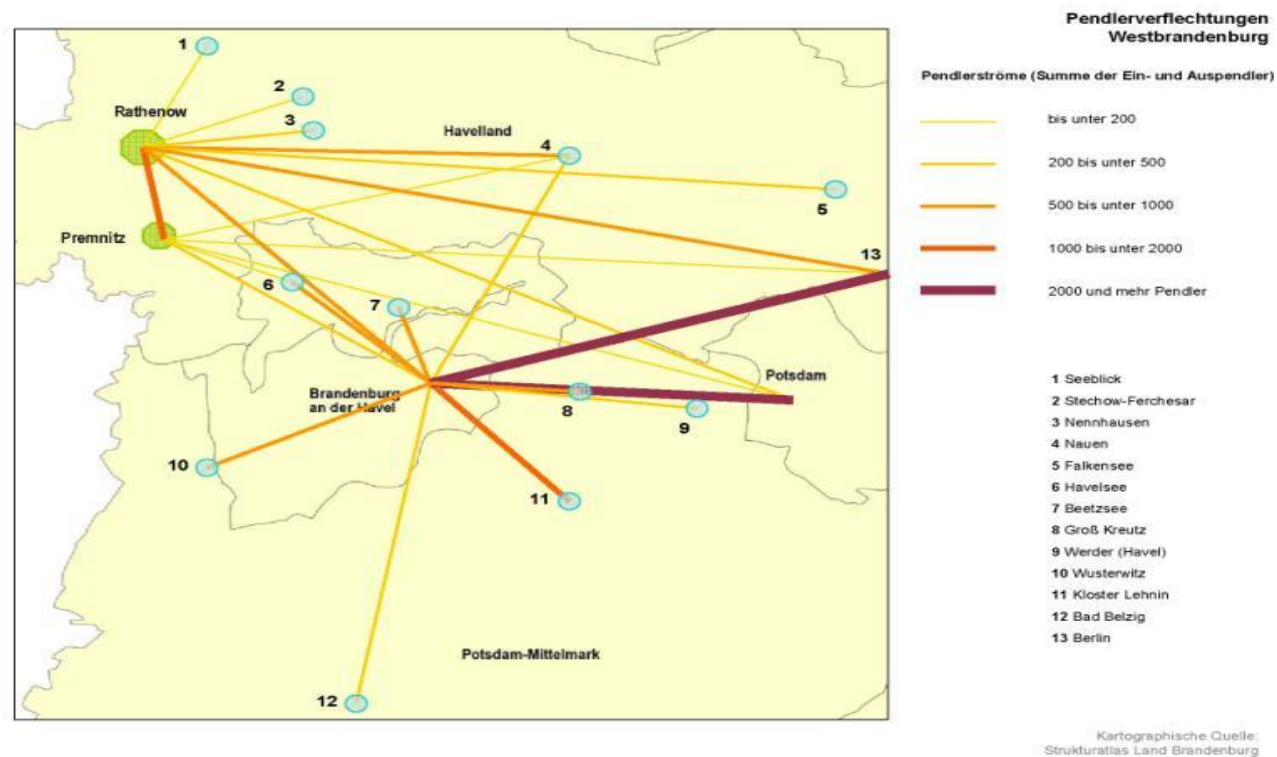 Pendlerverflechtungen
Westbrandenburg
Pendlerströme (Summe der Ein- und Auspendler)
bis unter 200
200 bis unter 500
500 bis unter 1000
1000 bis unter 2000
2000 und mehr Pendler
1 Seeblick
2 Stechow-Ferchesar
3 Nennhausen
4 Nauen
5 Falkensee
6 Havelsee
7 Beetzsee
8 Groß Kreutz
9 Werder (Havel)
10 Wusterwitz
11 Kloster Lehnin
12 Bad Belzig
13 Berlin
1
2
Rathenow
3
Havelland
4
5
Premnitz
13
6
7
Potsdam
Brandenburg
an der Havel
8
9
10
11
Potsdam-Mittelmark
12
Kartographische Quelle:
Strukturatlas Land Brandenburg